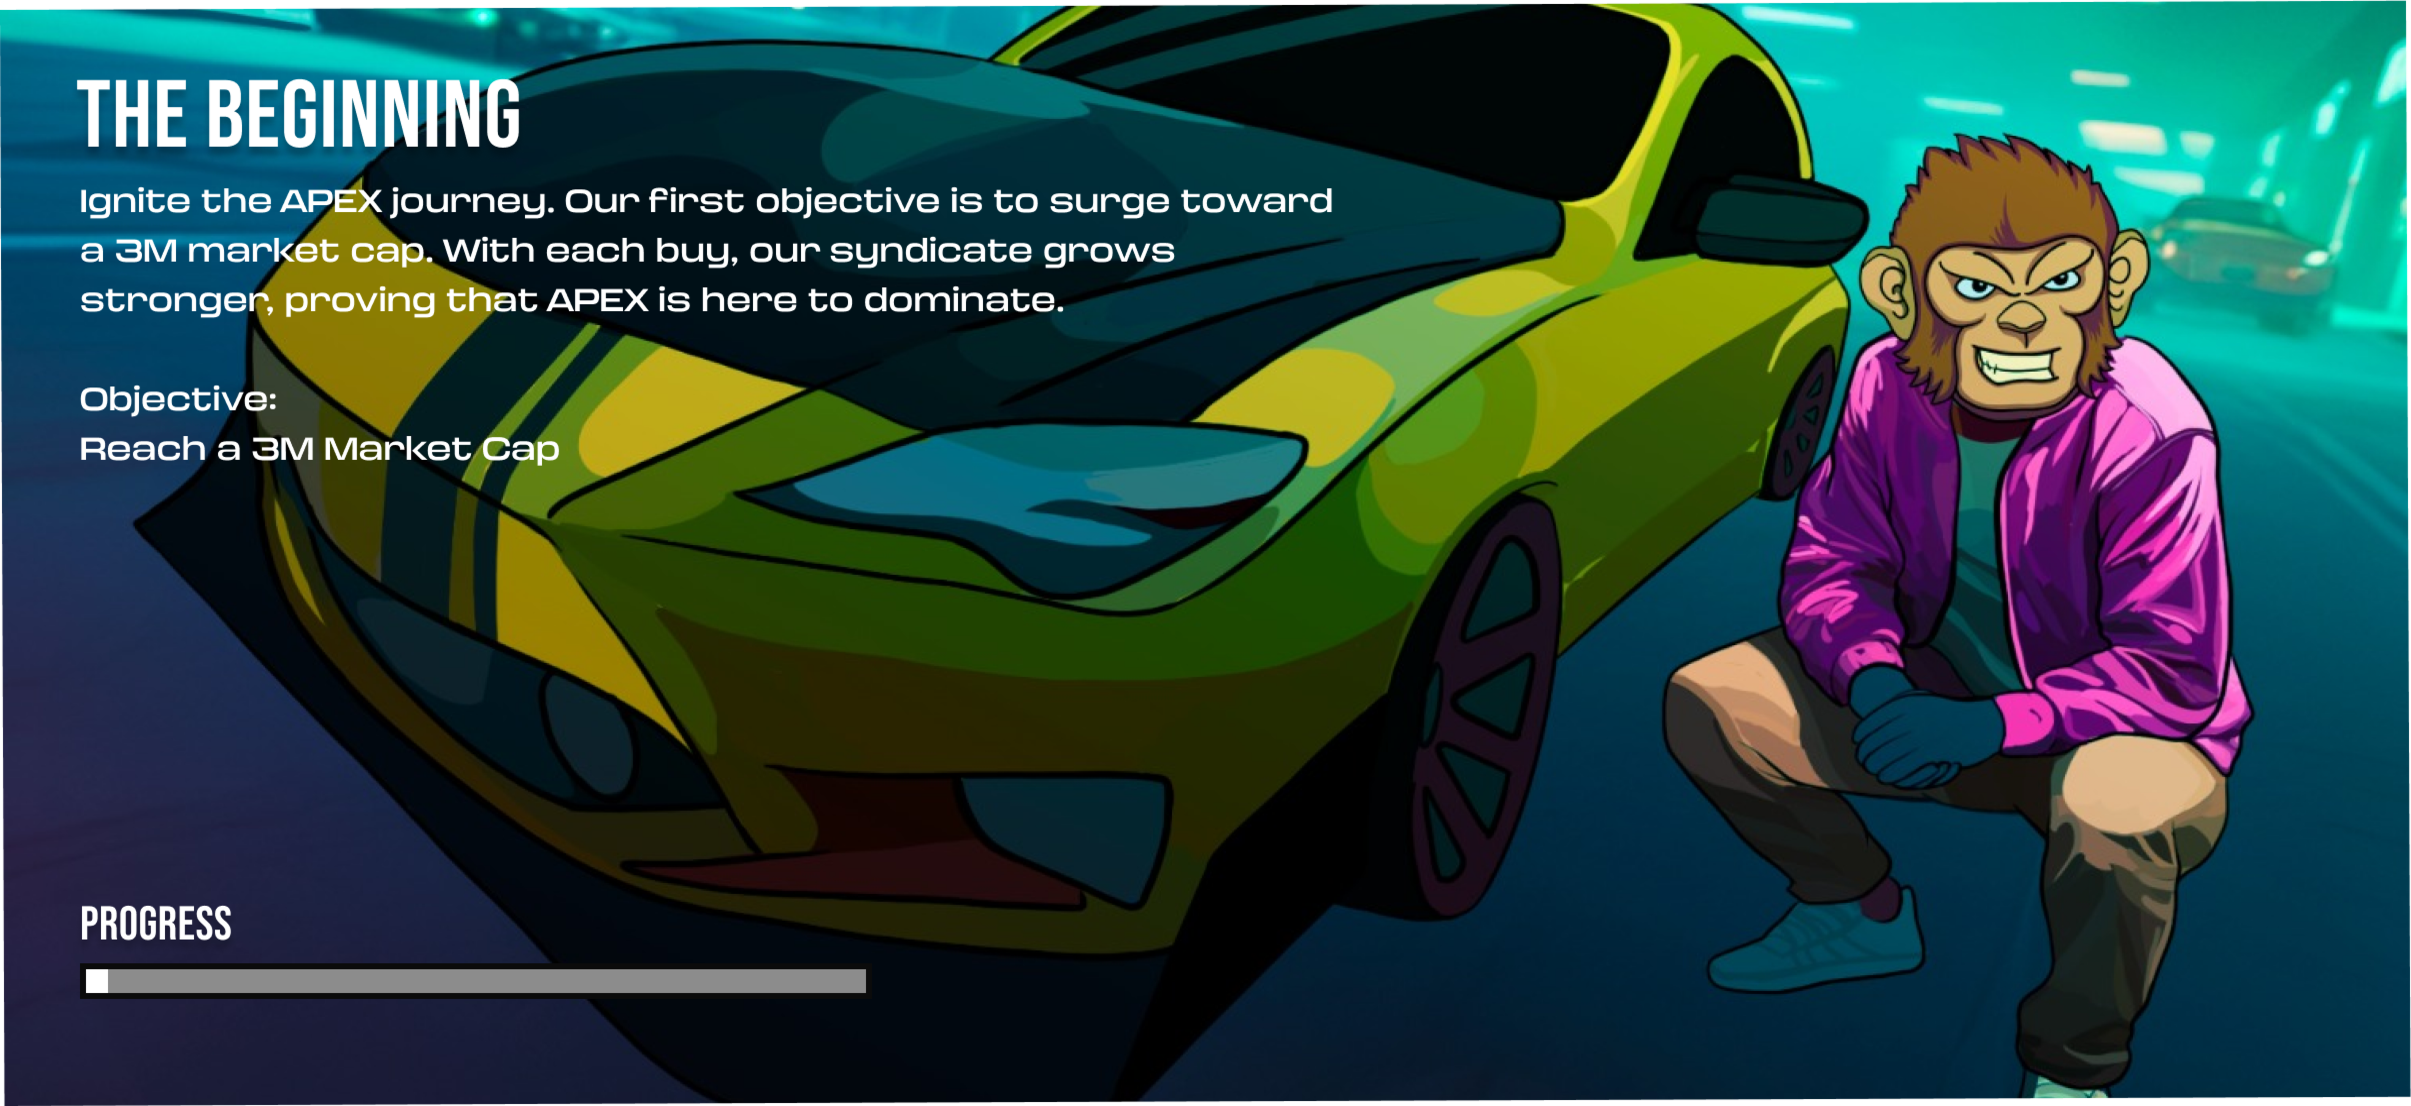 THE BEGINNING
Ignite the APEX journey. Our first objective is to surge toward
a 3M market cap. With each buy, our syndicate grows
stronger, proving that APEX is here to dominate.
Objective:
Reach a 3M Market Cap
PROGRESS